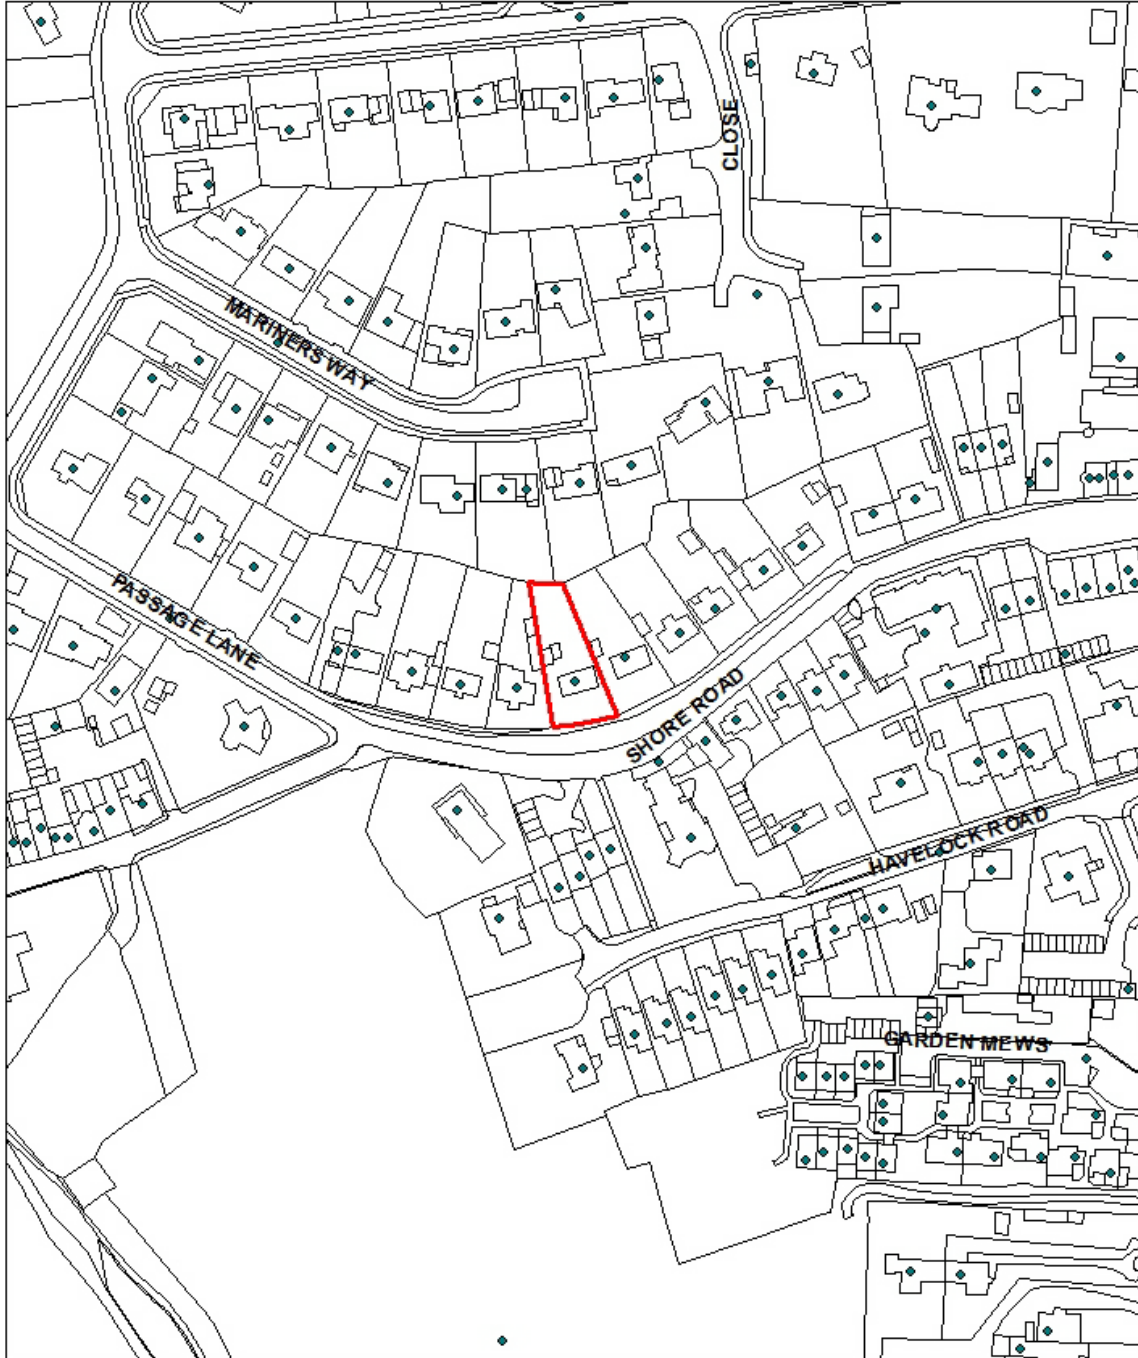 CLOSE
MARINERS WAY
PASSAGE LANE
SHORE ROAD
HAVELOCK ROAD
GARDEN MEWS